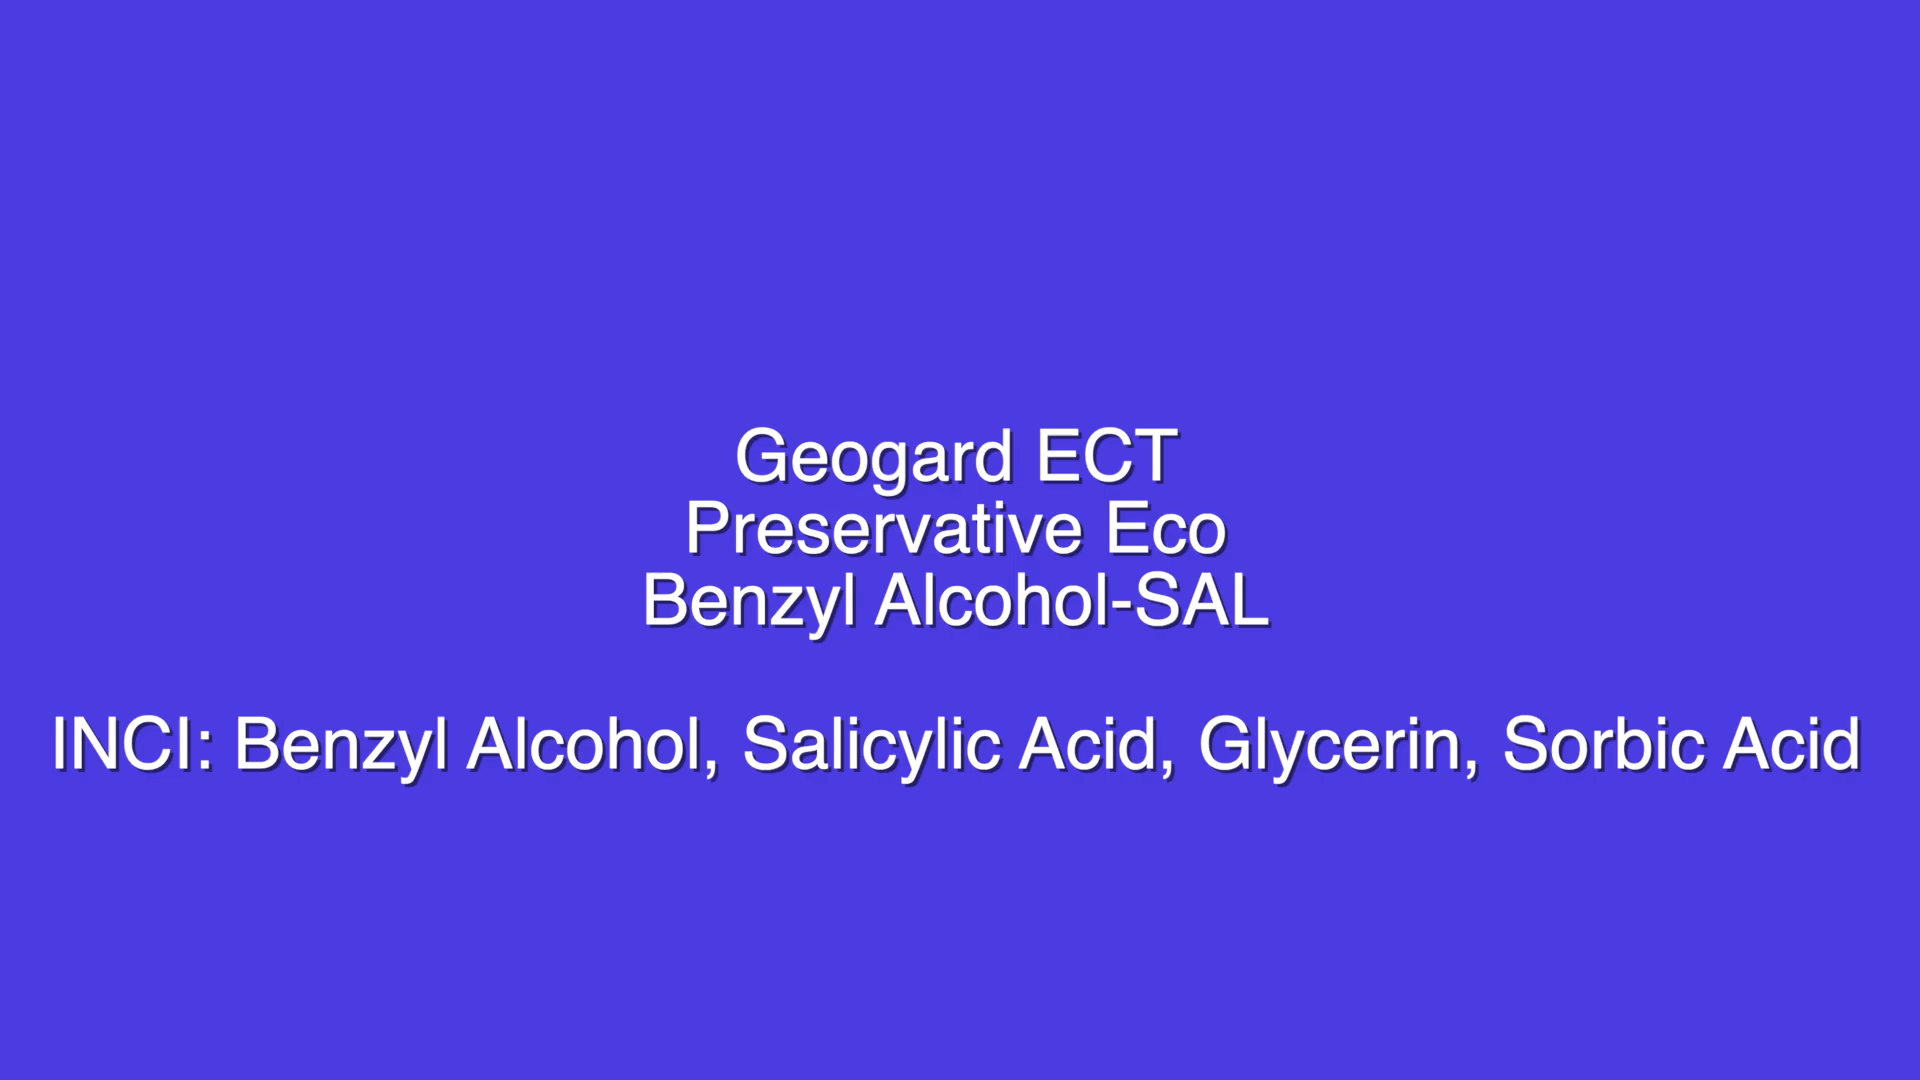 Geogard ECT
Preservative Eco
Benzyl Alcohol-SAL
INCI: Benzyl Alcohol, Salicylic Acid, Glycerin, Sorbic Acid